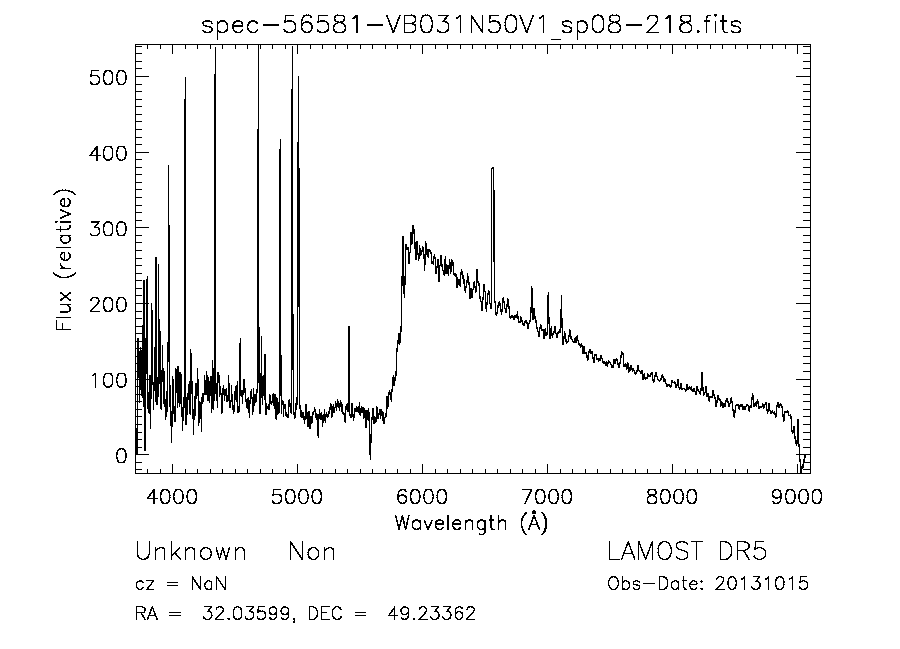 spec-56581-VB031N50V1_sp08-218.fits
500
400
300
200
100
0
Flux (relative)
4000 5000 6000 7000 8000 9000
Wavelength (Å)
Unknown Non LAMOST DR5
cz = NaN Obs-Date: 20131015
RA = 32.03599, DEC = 49.23362